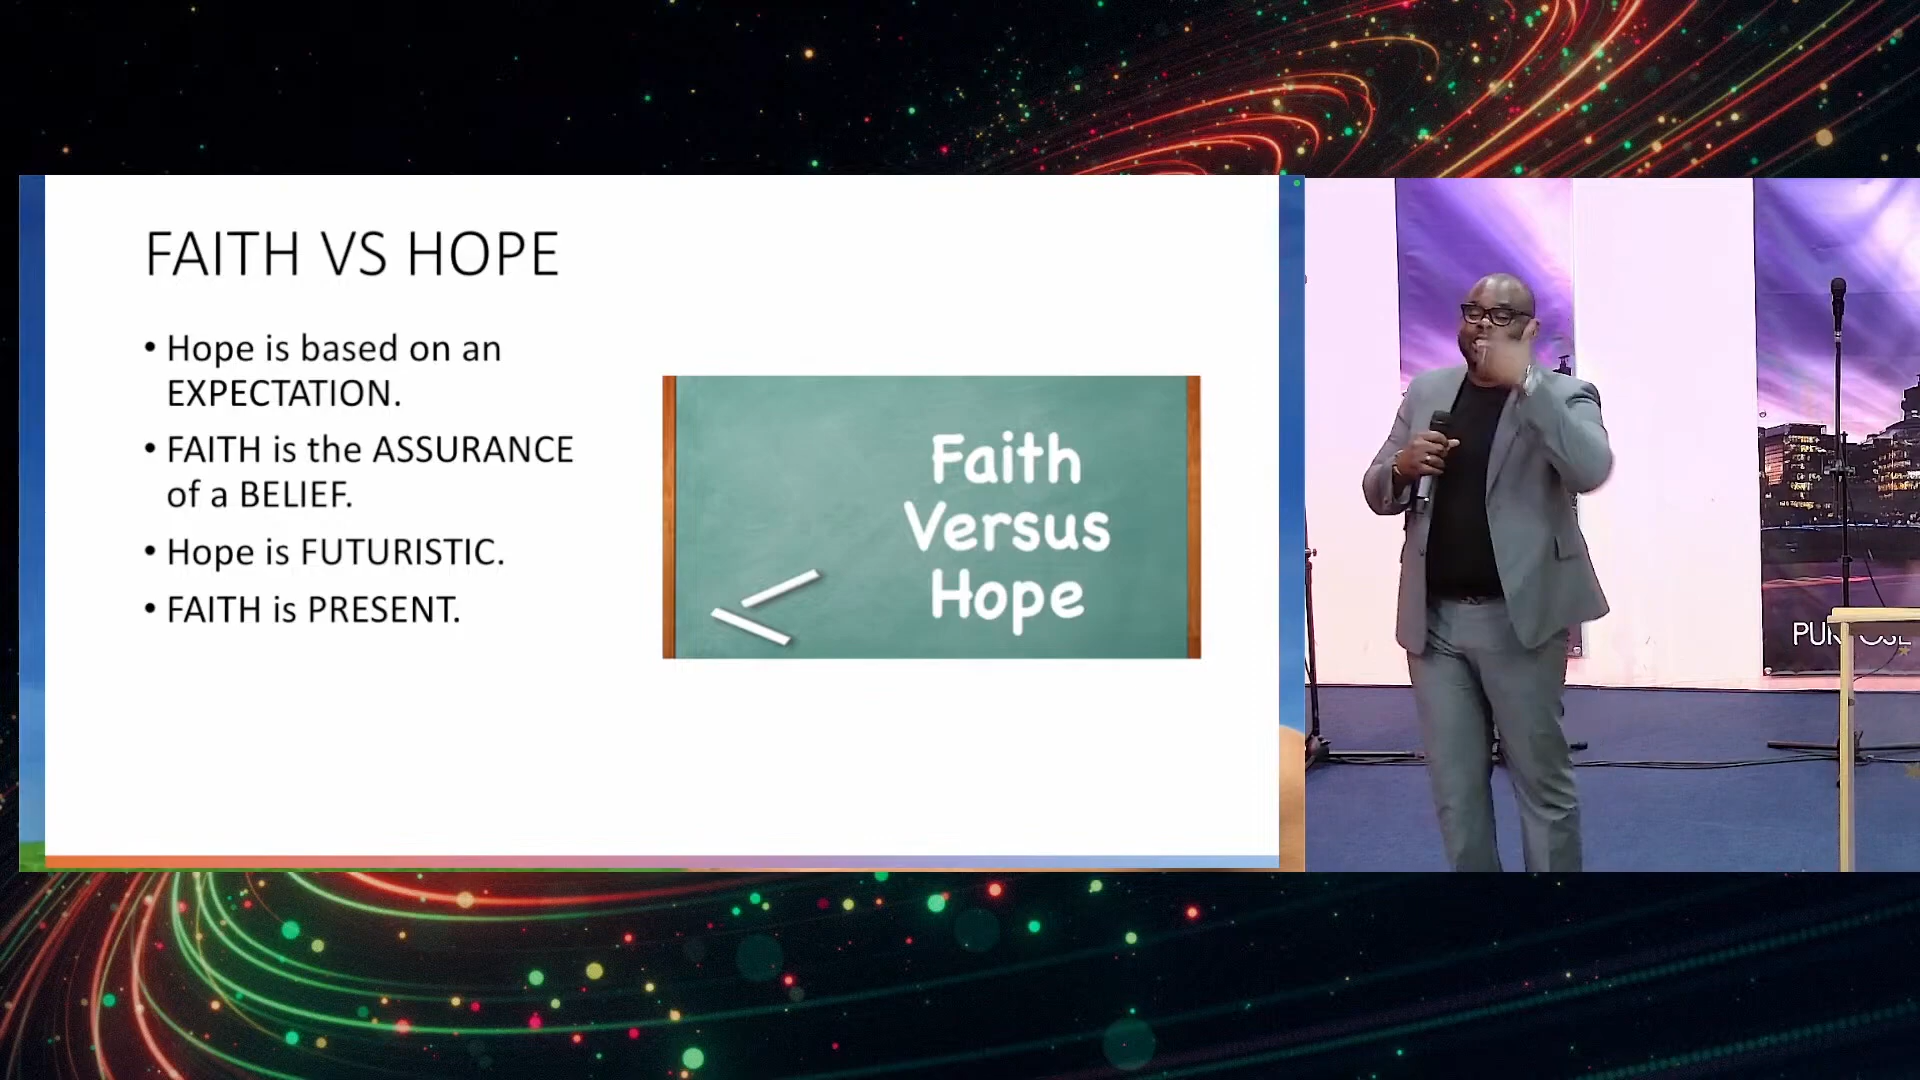 FAITH VS HOPE
• Hope is based on an
EXPECTATION.
• FAITH is the ASSURANCE
of a BELIEF.
• Hope is FUTURISTIC.
• FAITH is PRESENT.
Faith
Versus
Hope